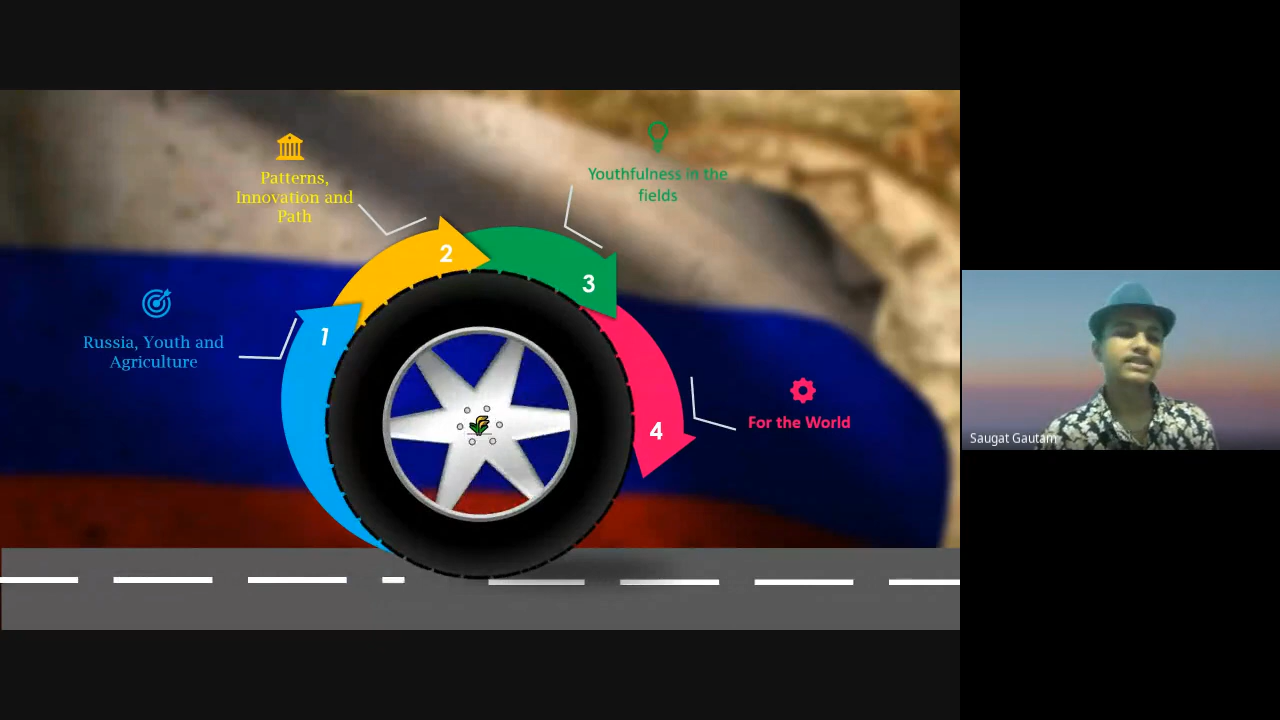 Patterns,
Innovation and
Path
Youthfulness in the
fields
2
3
1
Russia, Youth and
Agriculture
For the World
4
Saugat Gautam